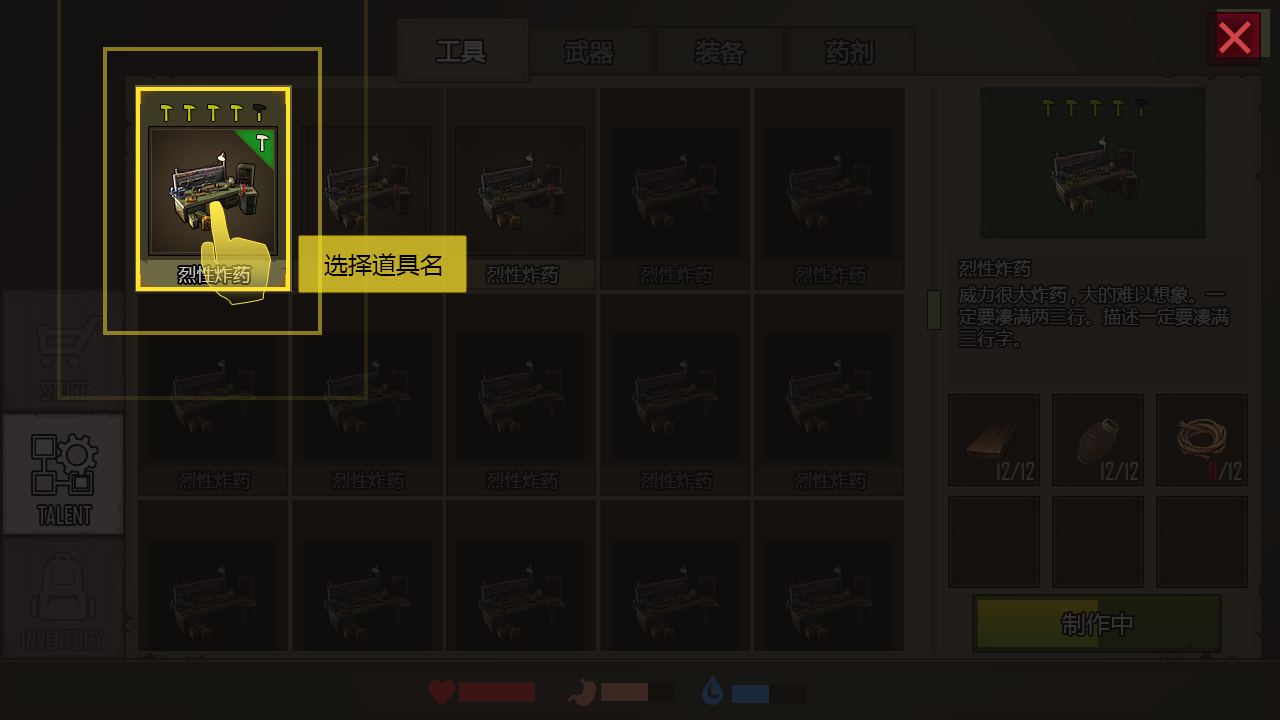 工具
武器
装备
药剂
烈性炸药
选择道具名
烈性炸药
烈性炸药
烈性炸药
烈性炸药
威力很大炸药,大的难以想象。一
定要凑满两三行。描述一定要凑满
三行字。
STORE
TALENT
INVENTORY
烈性炸药
烈性炸药
烈性炸药
烈性炸药
烈性炸药
12/12
12/12
11/12
制作中